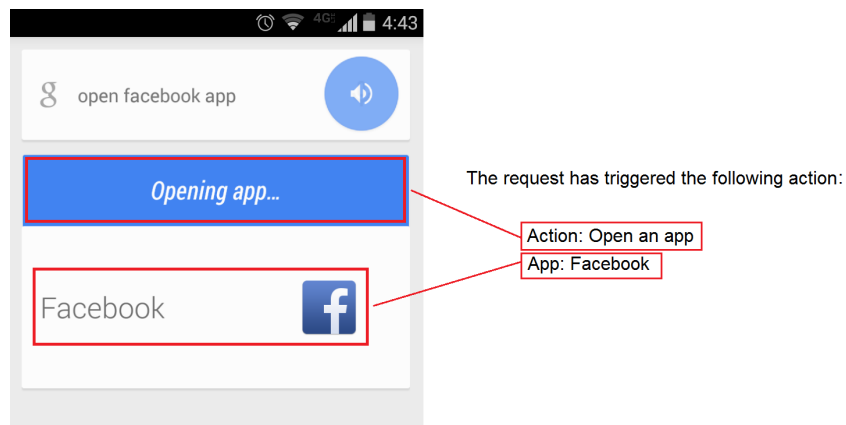 4G LTE 4:43
g open facebook app
Opening app...
Facebook f
The request has triggered the following action:
Action: Open an app
App: Facebook